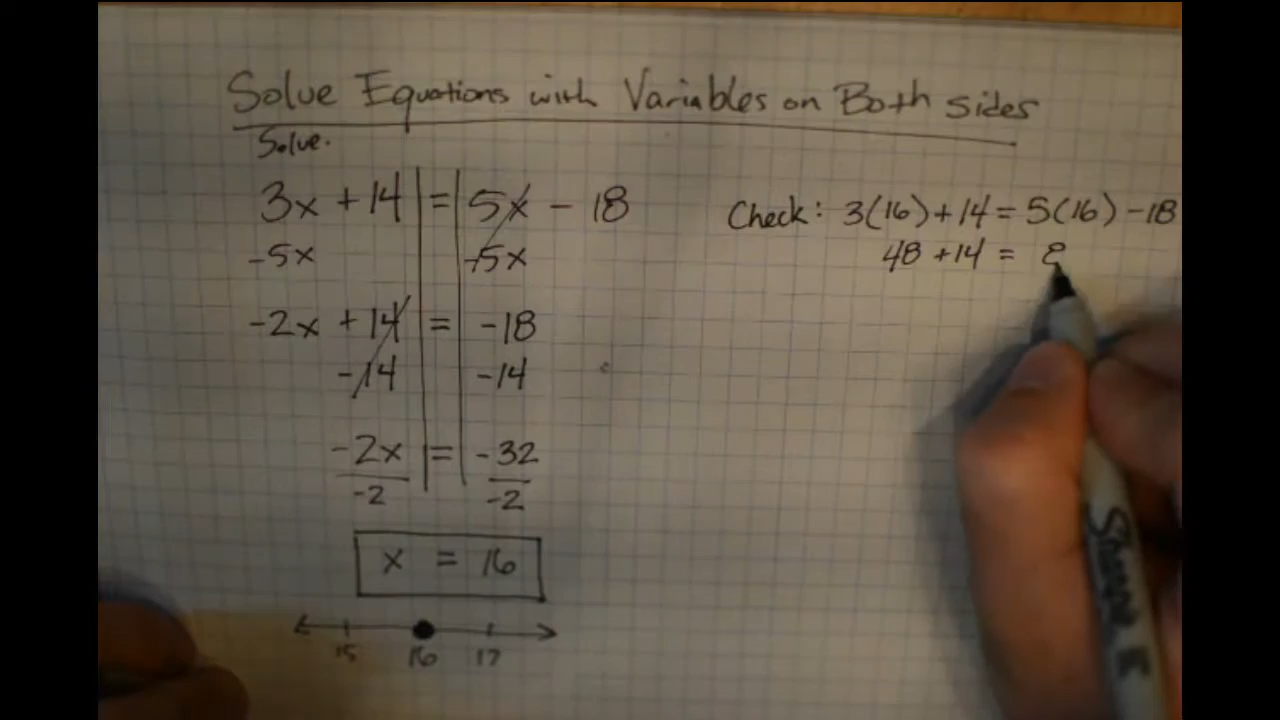 Solve Equations with Variables on Both sides
Solve.
3x + 14 = 5x - 18
-5x -5x
-2x + 14 = -18
-14 -14
-2x = -32
-2 -2
x = 16
15 16 17
Check: 3(16) + 14 = 5(16) - 18
48 + 14 = 8
Sharpie